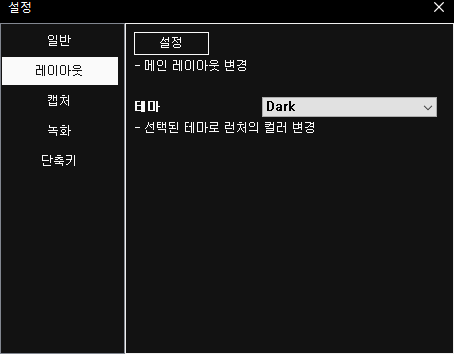 설정
일반
레이아웃
캡처
녹화
단축키
설정
- 메인 레이아웃 변경
테마
Dark
- 선택된 테마로 런처의 컬러 변경